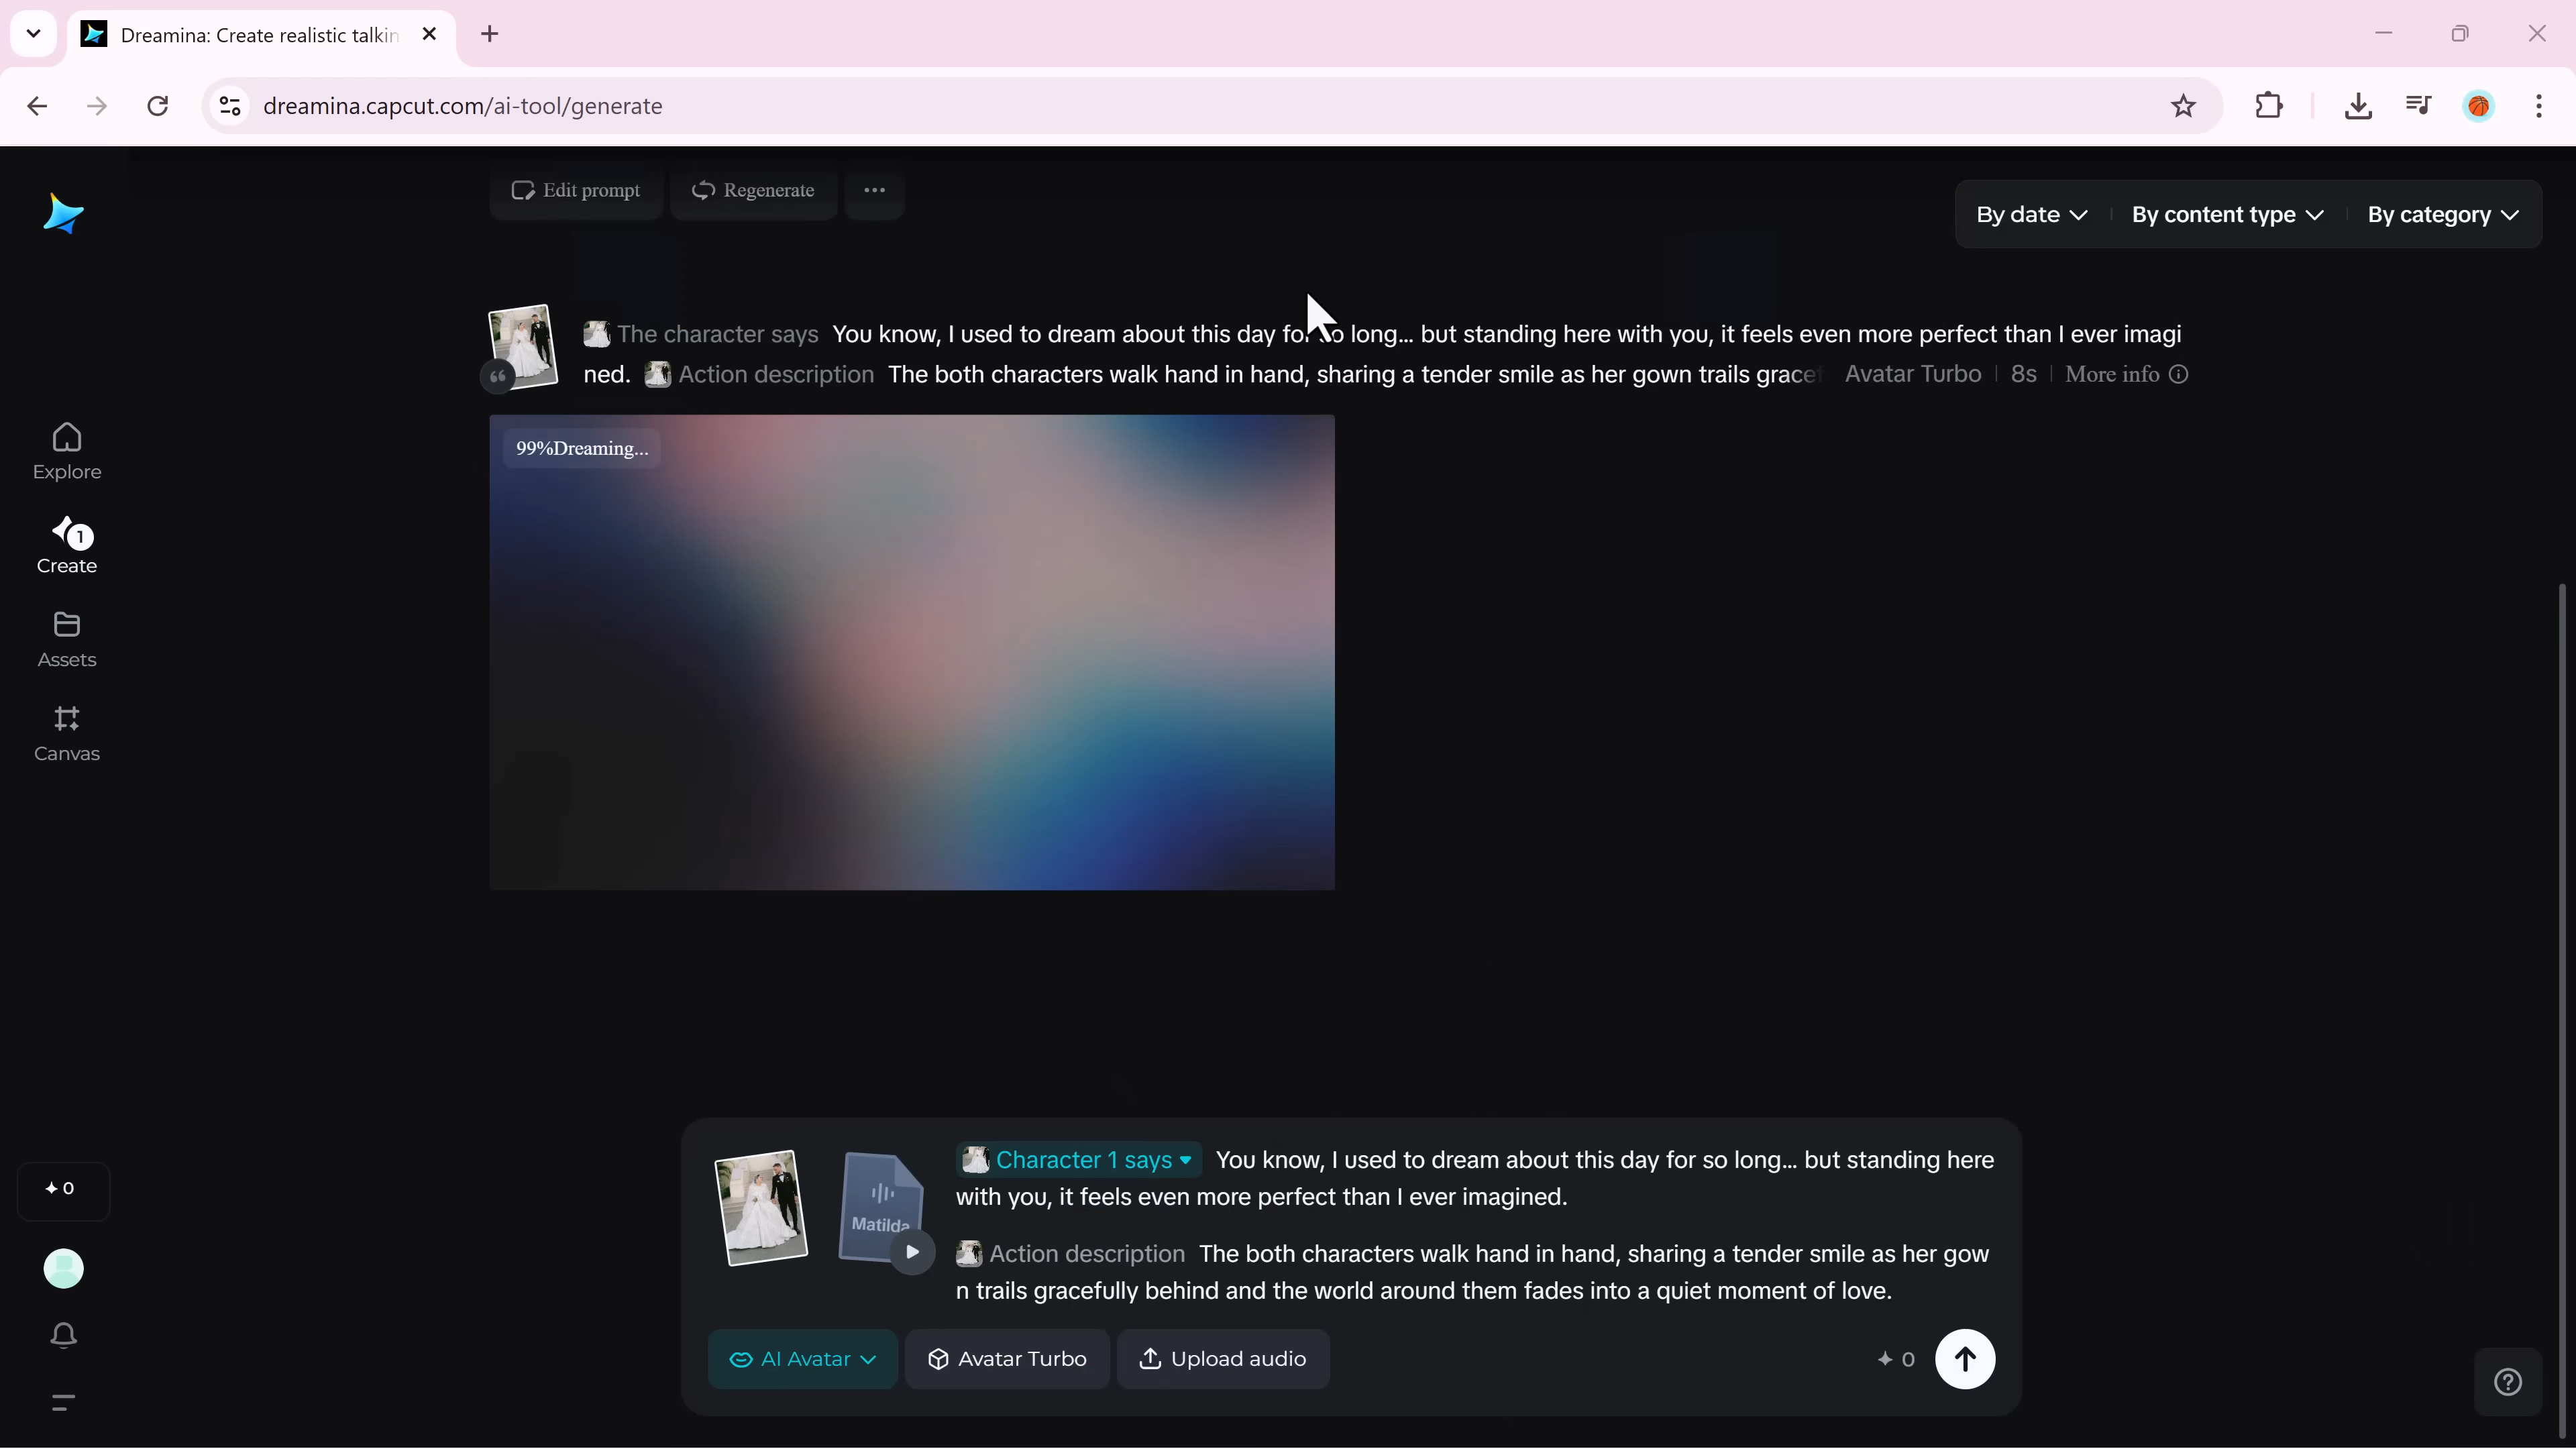 Dreamina: Create realistic talkin
dreamina.capcut.com/ai-tool/generate
Edit prompt
Regenerate
By date
By content type
By category
The character says You know, I used to dream about this day for so long... but standing here with you, it feels even more perfect than I ever imagi
ned. Action description The both characters walk hand in hand, sharing a tender smile as her gown trails gracef Avatar Turbo | 8s | More info
99%Dreaming...
Explore
1
Create
Assets
Canvas
0
Character 1 says You know, I used to dream about this day for so long... but standing here
with you, it feels even more perfect than I ever imagined.
Matilda
Action description The both characters walk hand in hand, sharing a tender smile as her gow
n trails gracefully behind and the world around them fades into a quiet moment of love.
AI Avatar
Avatar Turbo
Upload audio
0